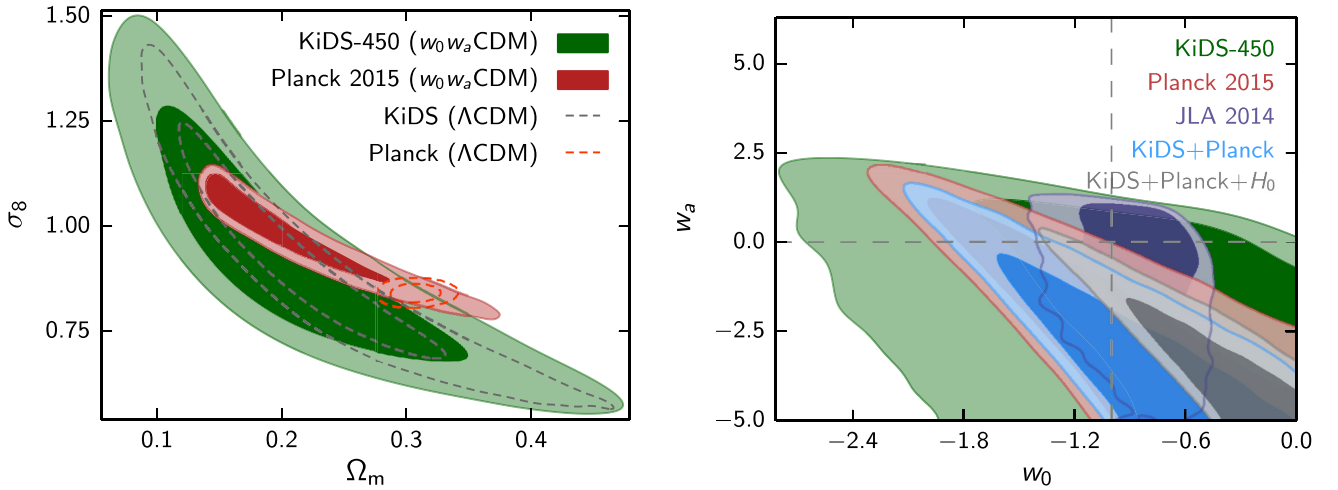 KiDS-450 (w₀wₐCDM)
Planck 2015 (w₀wₐCDM)
KiDS (ΛCDM)
Planck (ΛCDM)
1.50
1.25
1.00
0.75
σ₈
0.1
0.2
0.3
0.4
Ωₘ
KiDS-450
Planck 2015
JLA 2014
KiDS+Planck
KiDS+Planck+H₀
5.0
2.5
0.0
−2.5
−5.0
wₐ
−2.4
−1.8
−1.2
−0.6
0.0
w₀